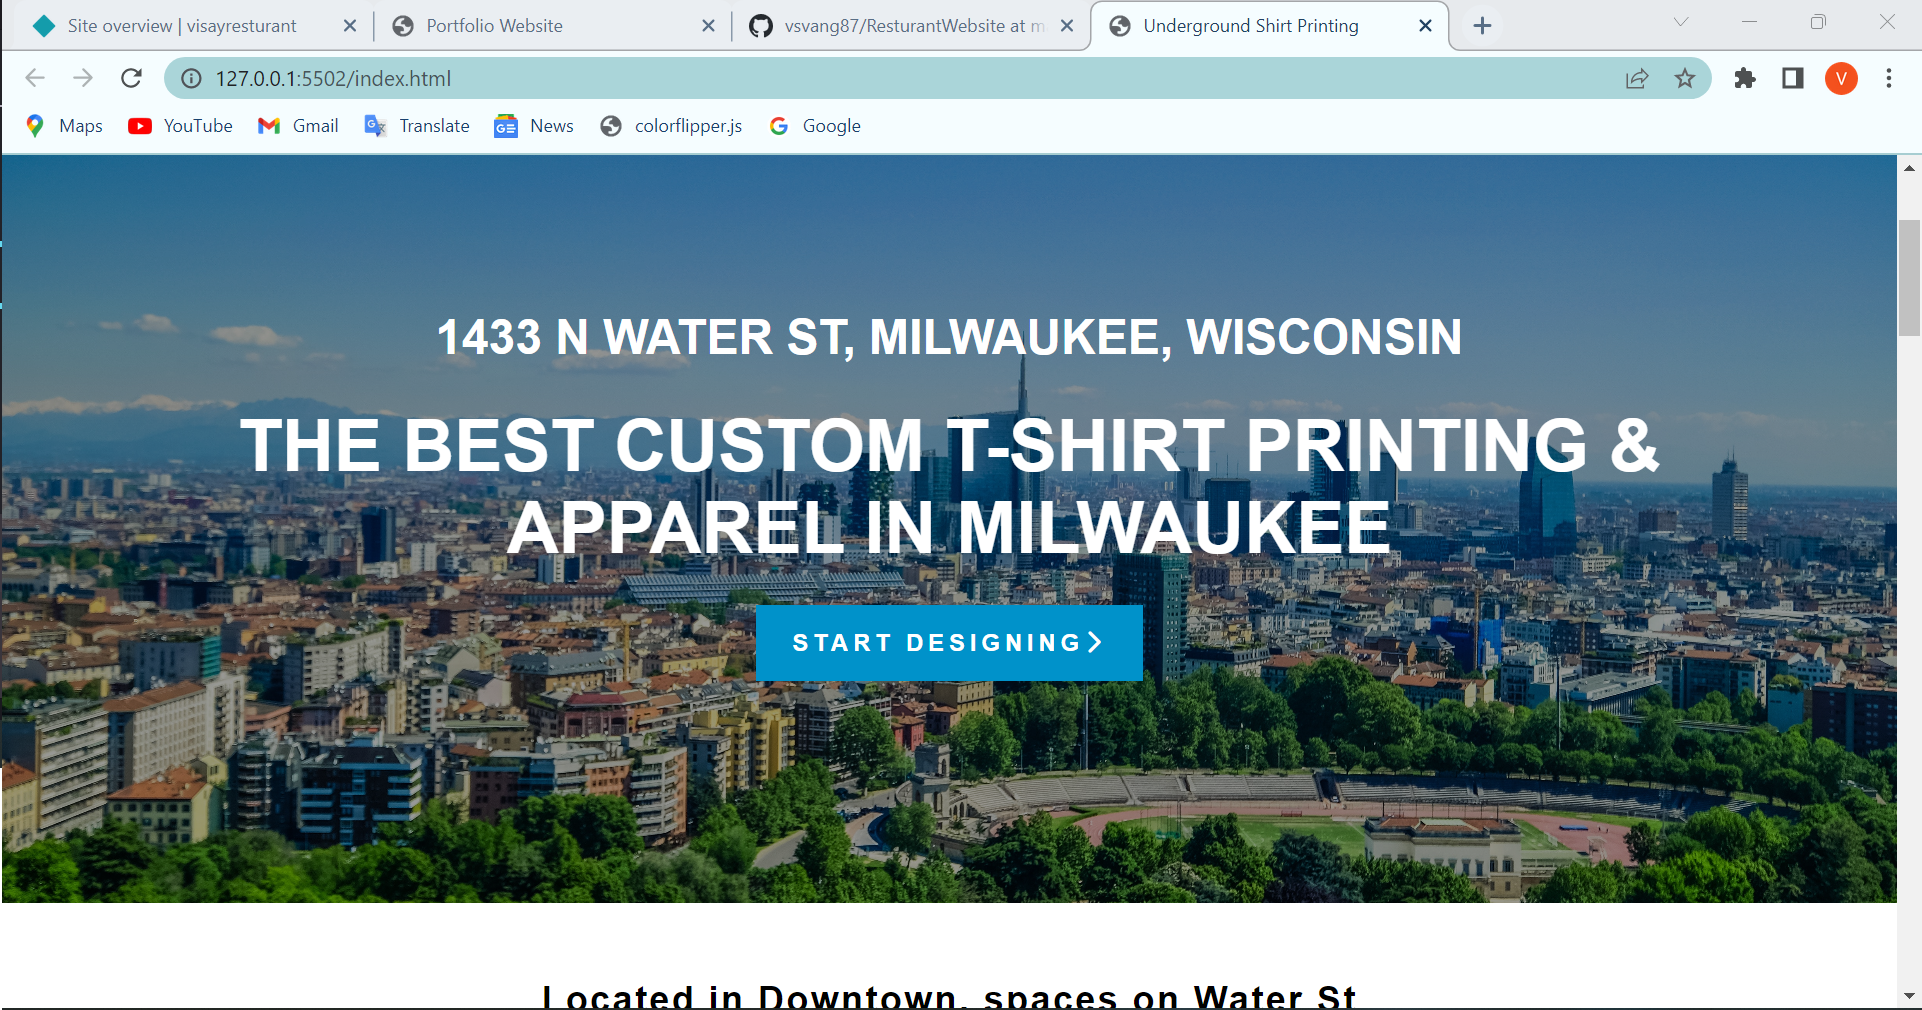 Site overview | visayresturant
Portfolio Website
vsvang87/ResturantWebsite at m
Underground Shirt Printing
127.0.0.1:5502/index.html
V
Maps
YouTube
Gmail
Translate
News
colorflipper.js
Google
1433 N WATER ST, MILWAUKEE, WISCONSIN
THE BEST CUSTOM T-SHIRT PRINTING &
APPAREL IN MILWAUKEE
START DESIGNING
Located in Downtown, spaces on Water St